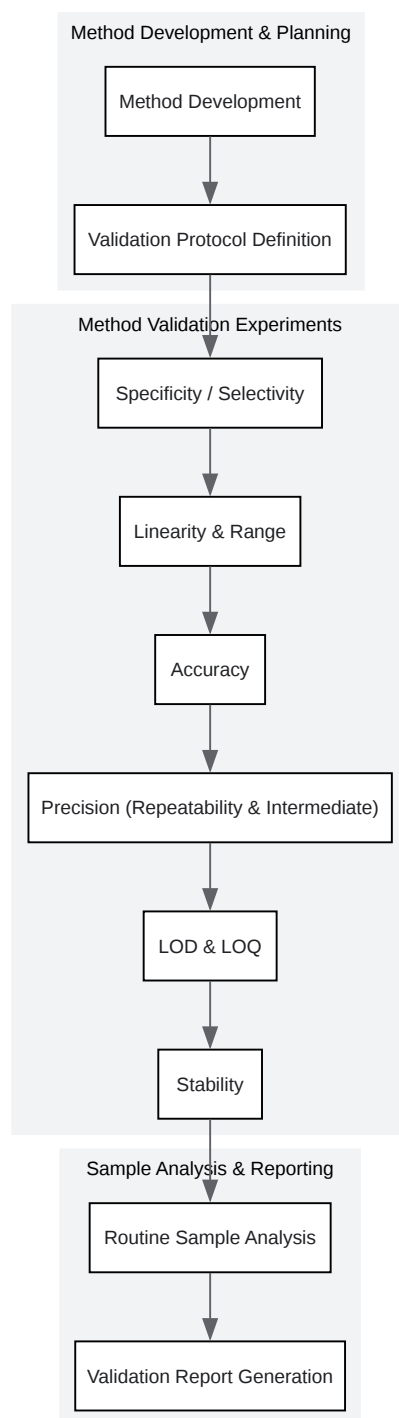 Method Development & Planning
Method Development
Validation Protocol Definition
Method Validation Experiments
Specificity / Selectivity
Linearity & Range
Accuracy
Precision (Repeatability & Intermediate)
LOD & LOQ
Stability
Sample Analysis & Reporting
Routine Sample Analysis
Validation Report Generation